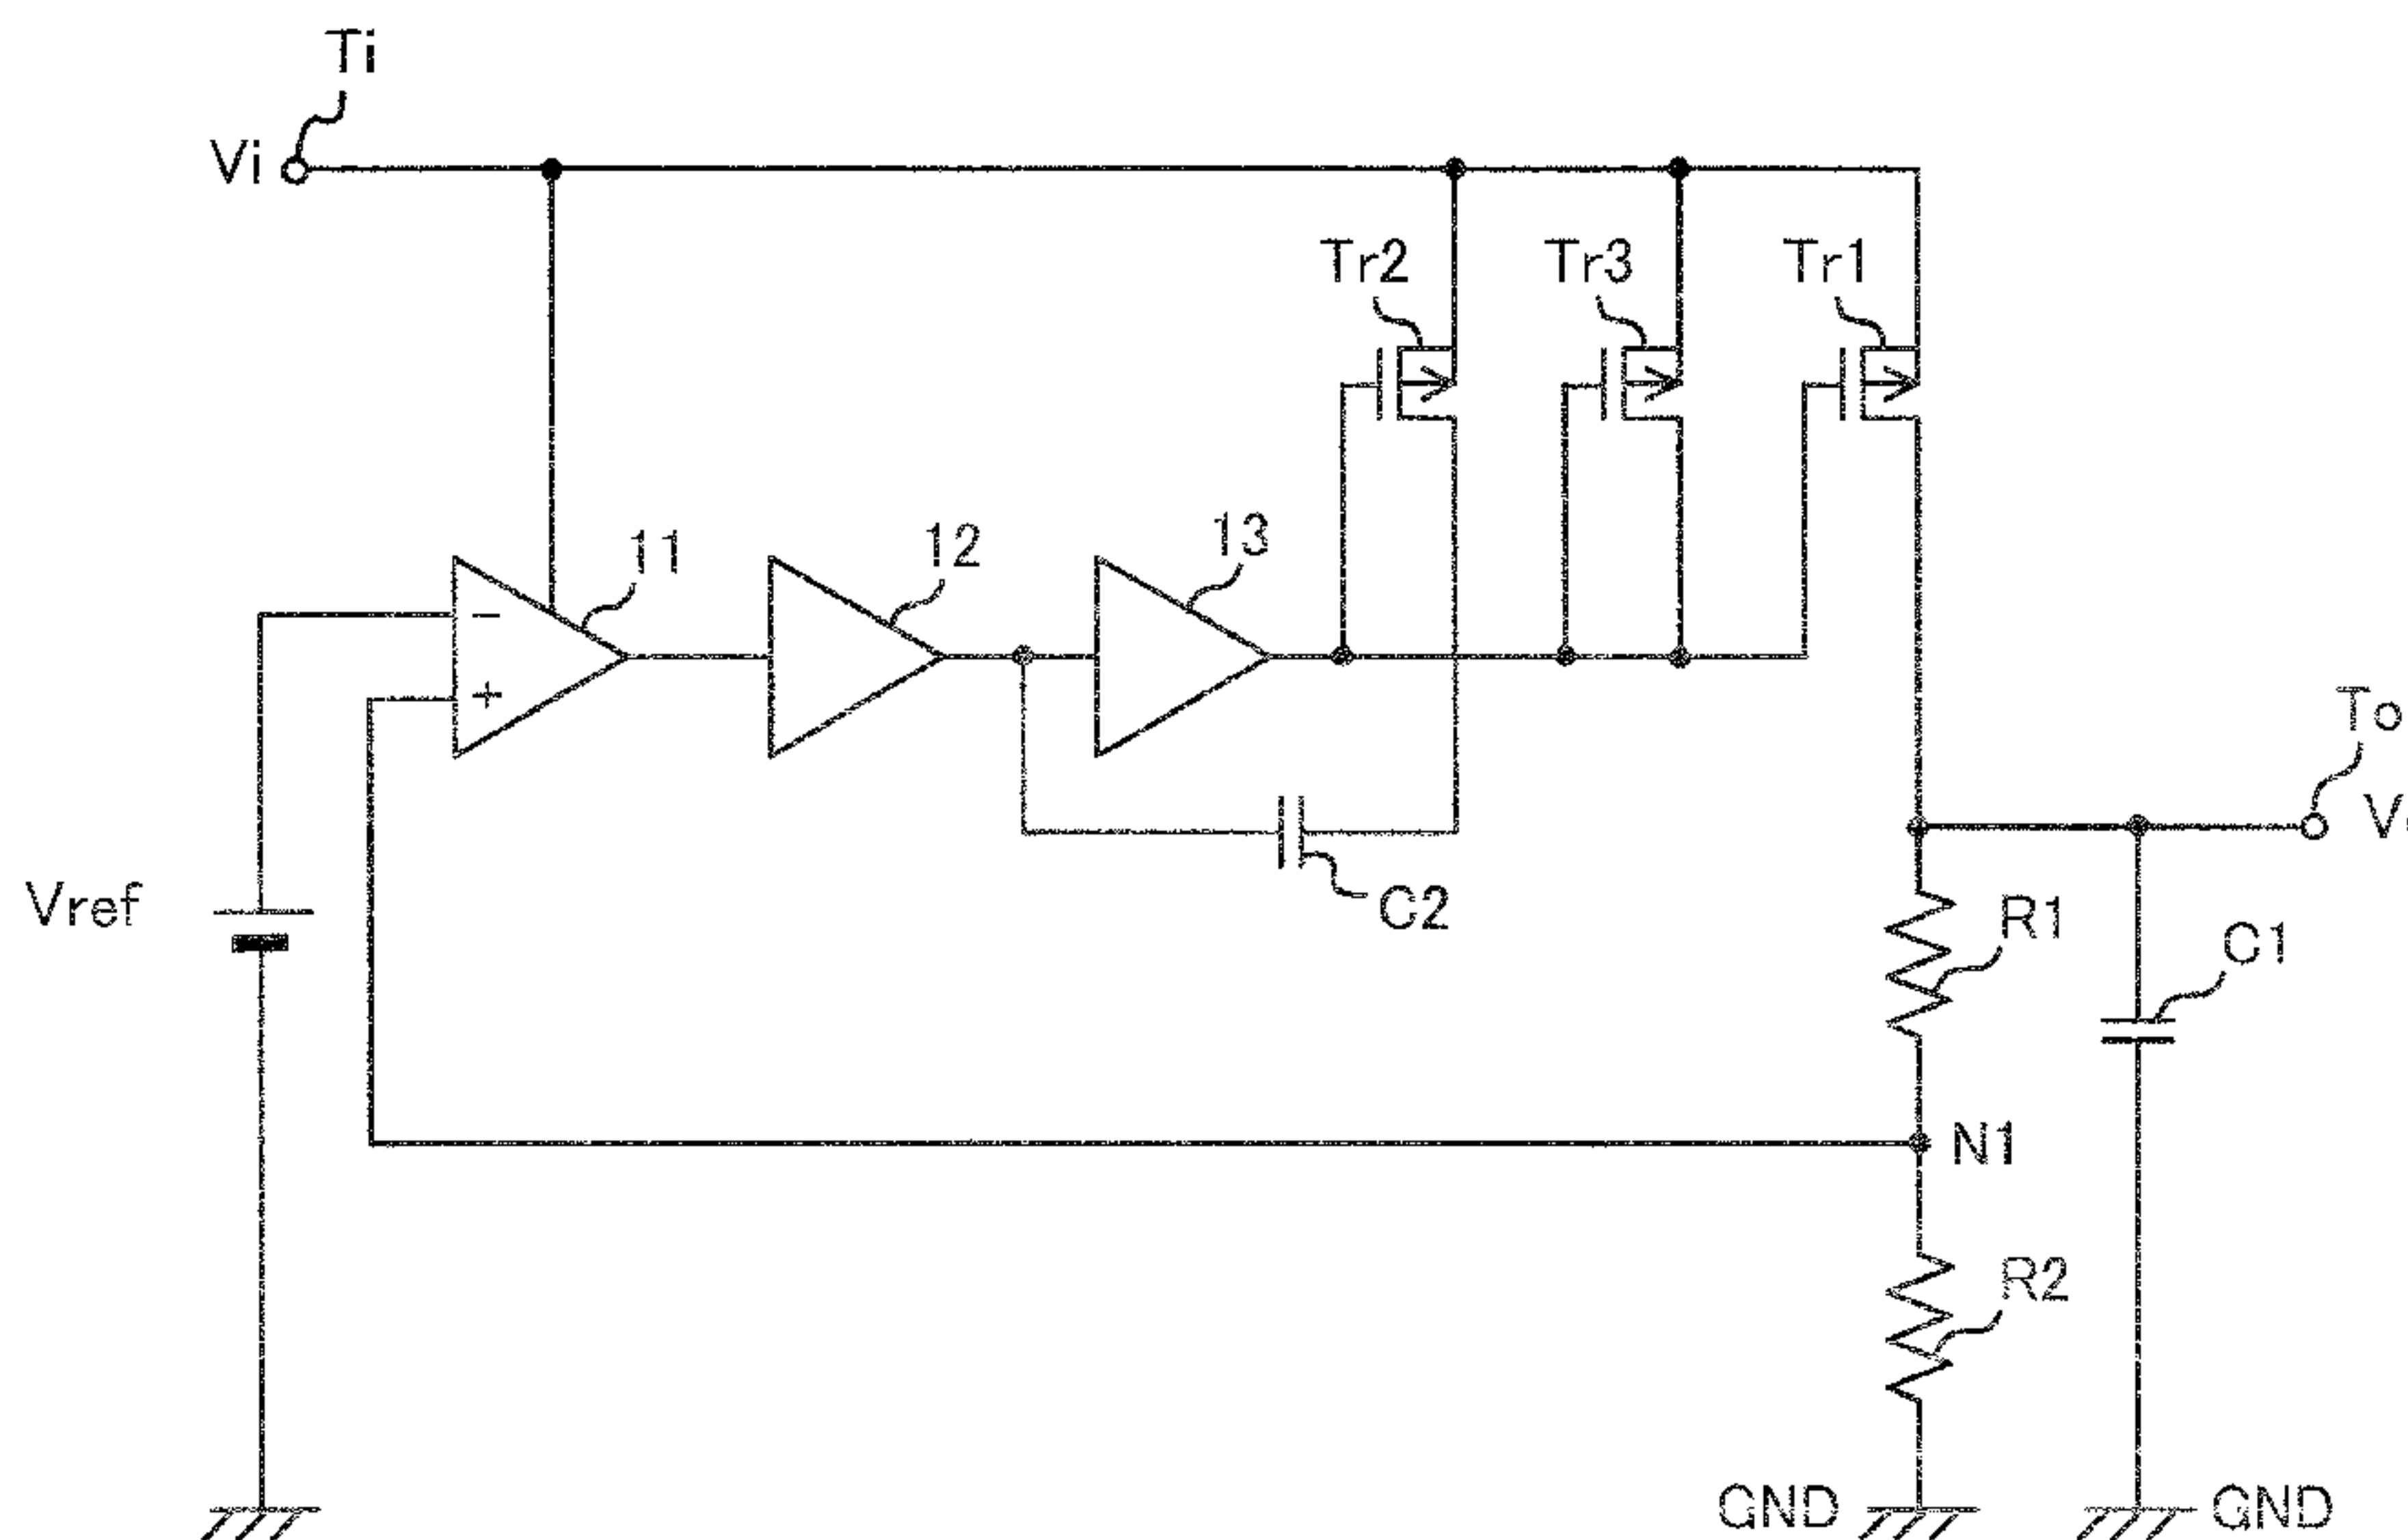 Ti
Vi
Tr2
Tr3
Tr1
11
12
13
−
+
To
Vref
C2
R1
C1
N1
R2
GND
GND